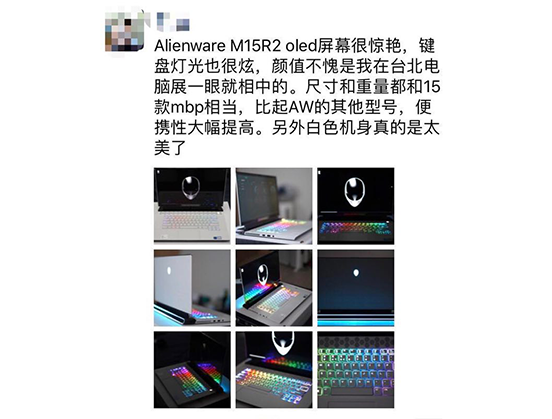 Alienware M15R2 oled屏幕很惊艳，键
盘灯光也很炫，颜值不愧是我在台北电
脑展一眼就相中的。尺寸和重量都和15
款mbp相当，比起AW的其他型号，便
携性大幅提高。另外白色机身真的是太
美了